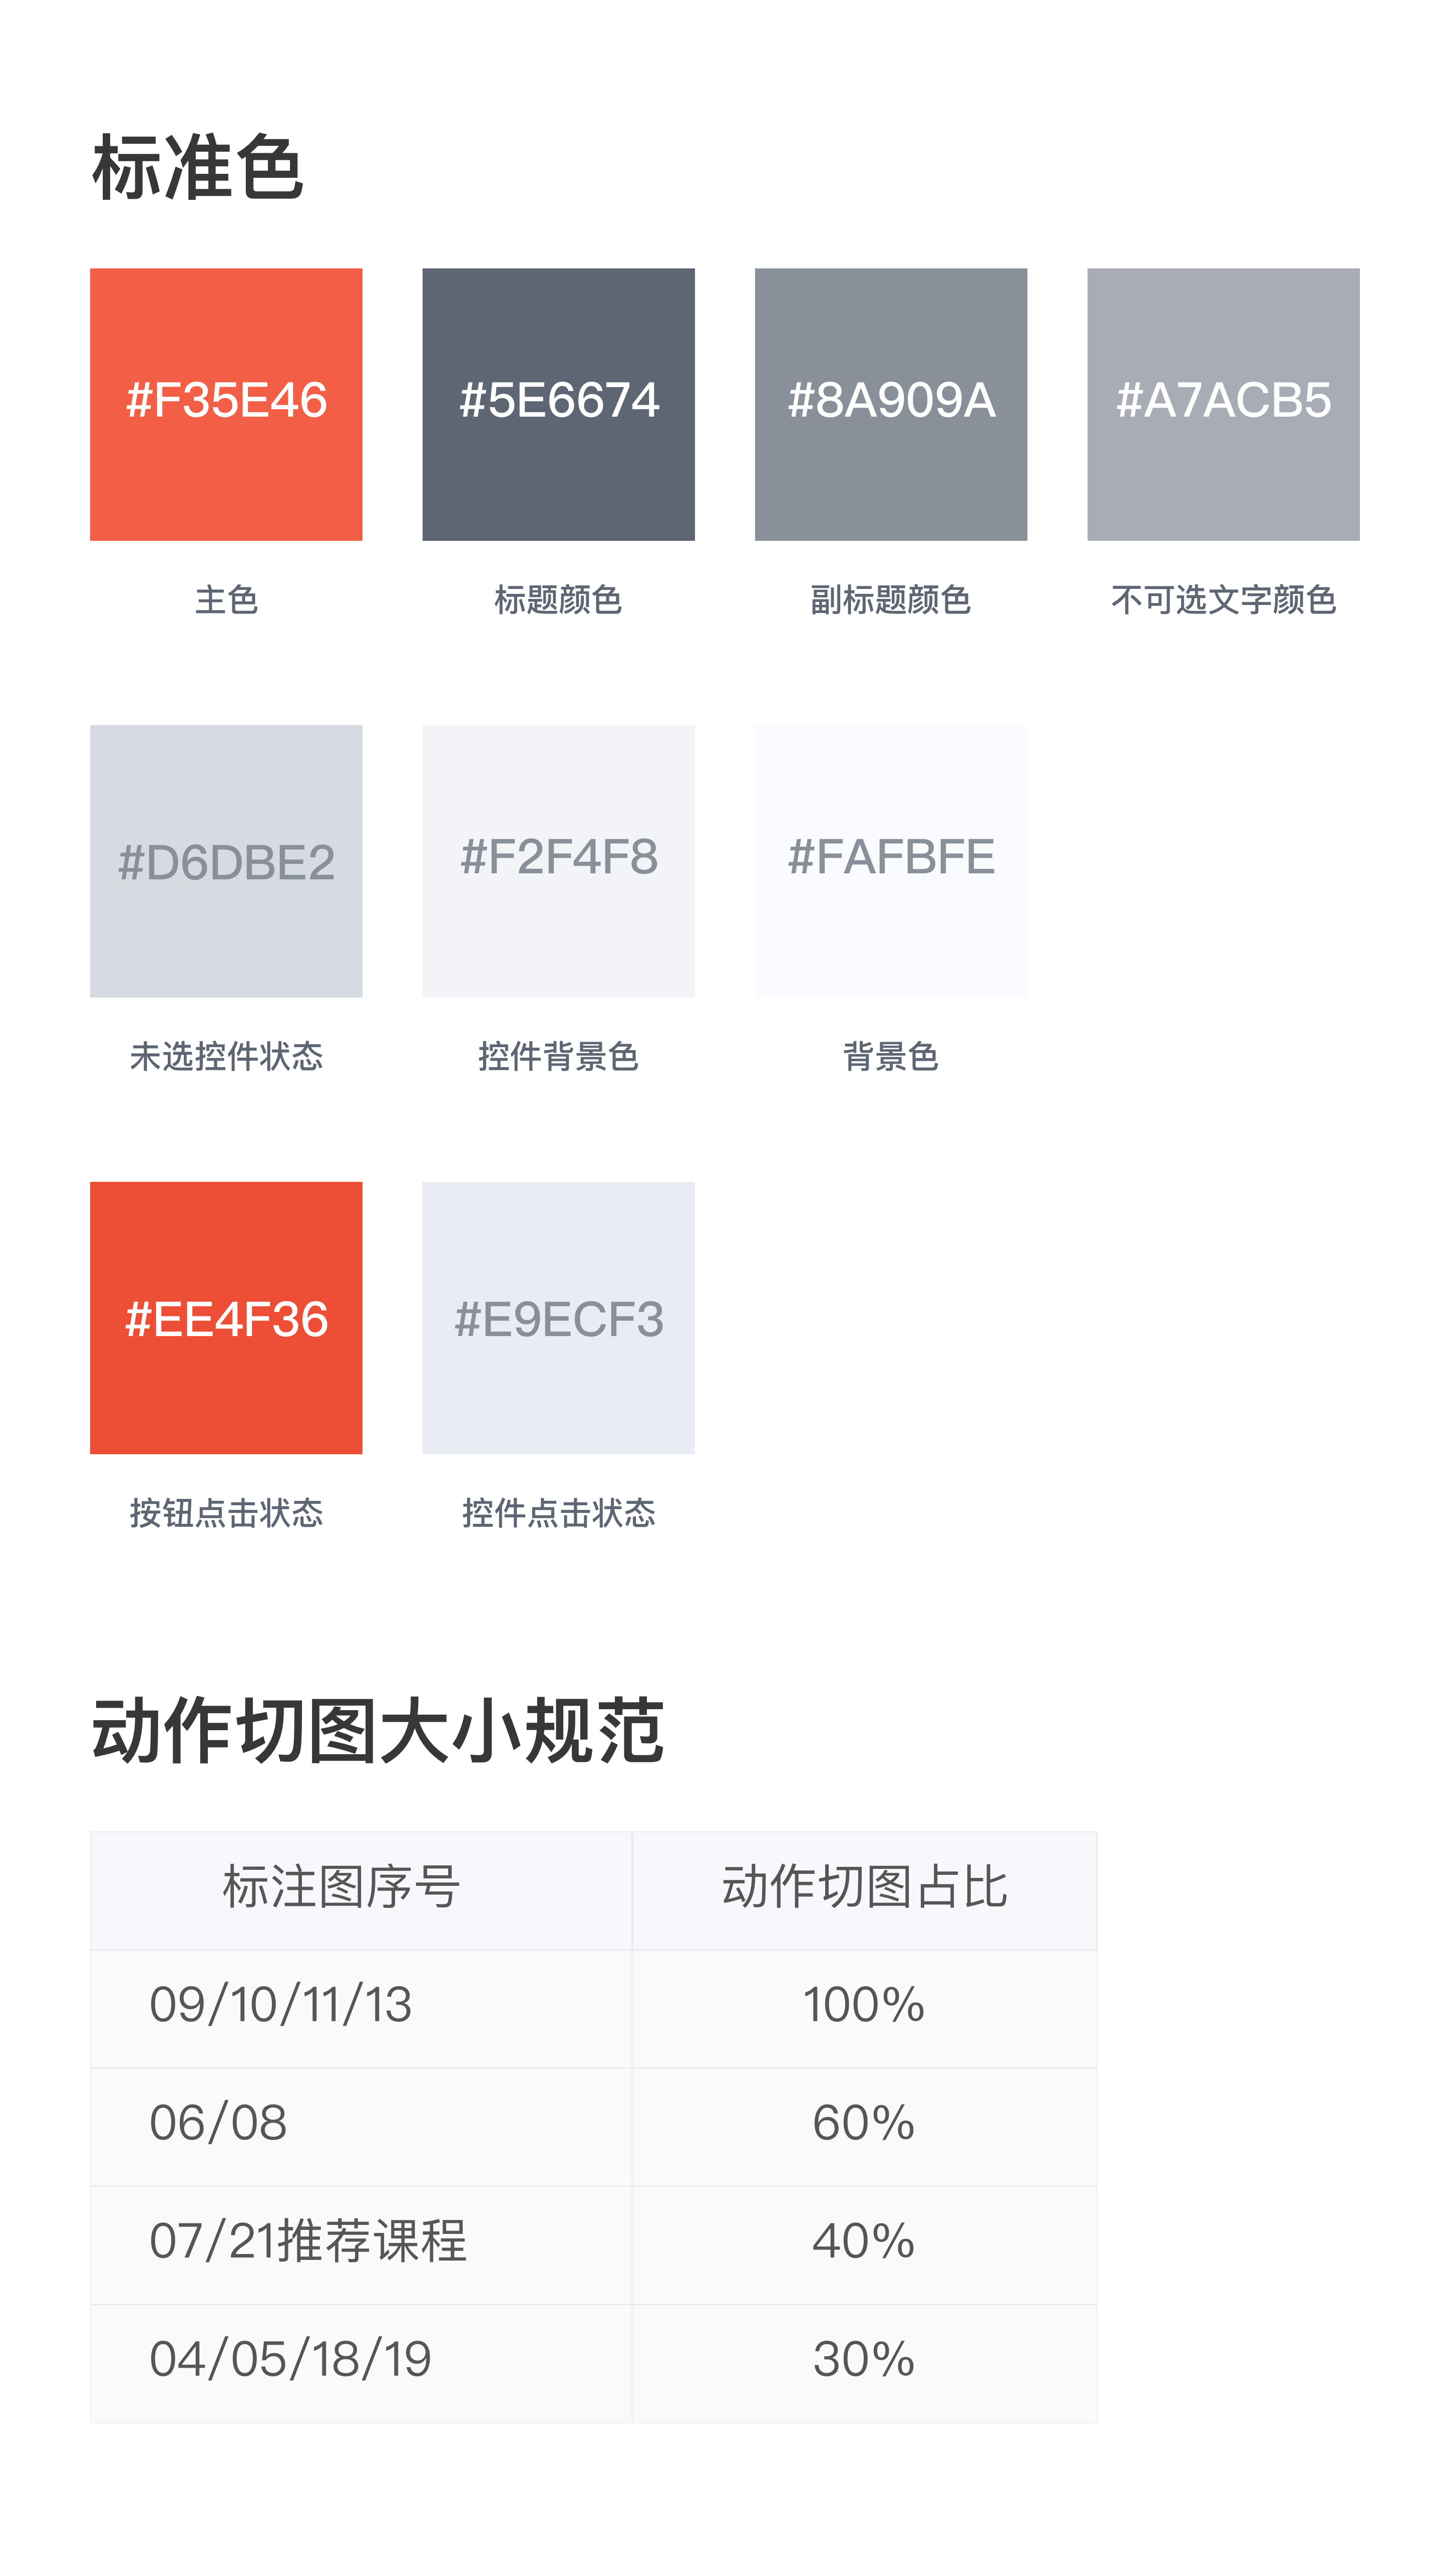 标准色
#F35E46
#5E6674
#8A909A
#A7ACB5
主色
标题颜色
副标题颜色
不可选文字颜色
#D6DBE2
#F2F4F8
#FAFBFE
未选控件状态
控件背景色
背景色
#EE4F36
#E9ECF3
按钮点击状态
控件点击状态
动作切图大小规范
标注图序号
动作切图占比
09/10/11/13
100%
06/08
60%
07/21推荐课程
40%
04/05/18/19
30%